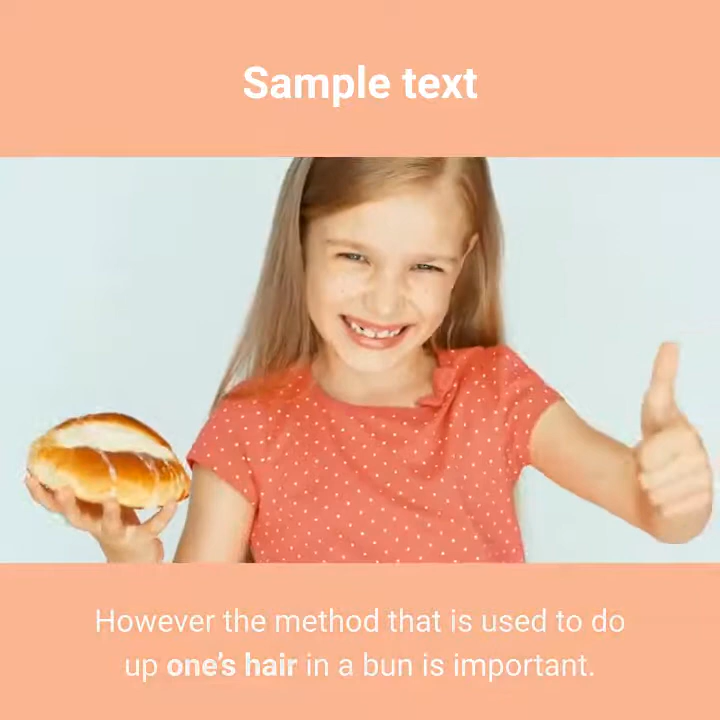 Sample text
However the method that is used to do
up one's hair in a bun is important.